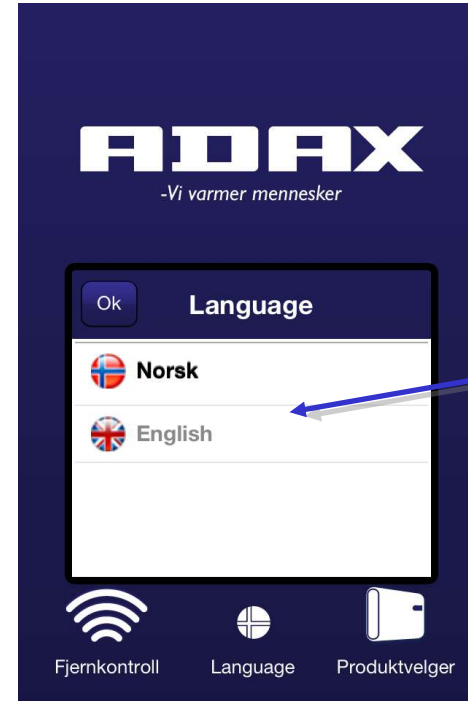 ADAX
-Vi varmer mennesker
Ok Language
Norsk
English
Fjernkontroll Language Produktvelger